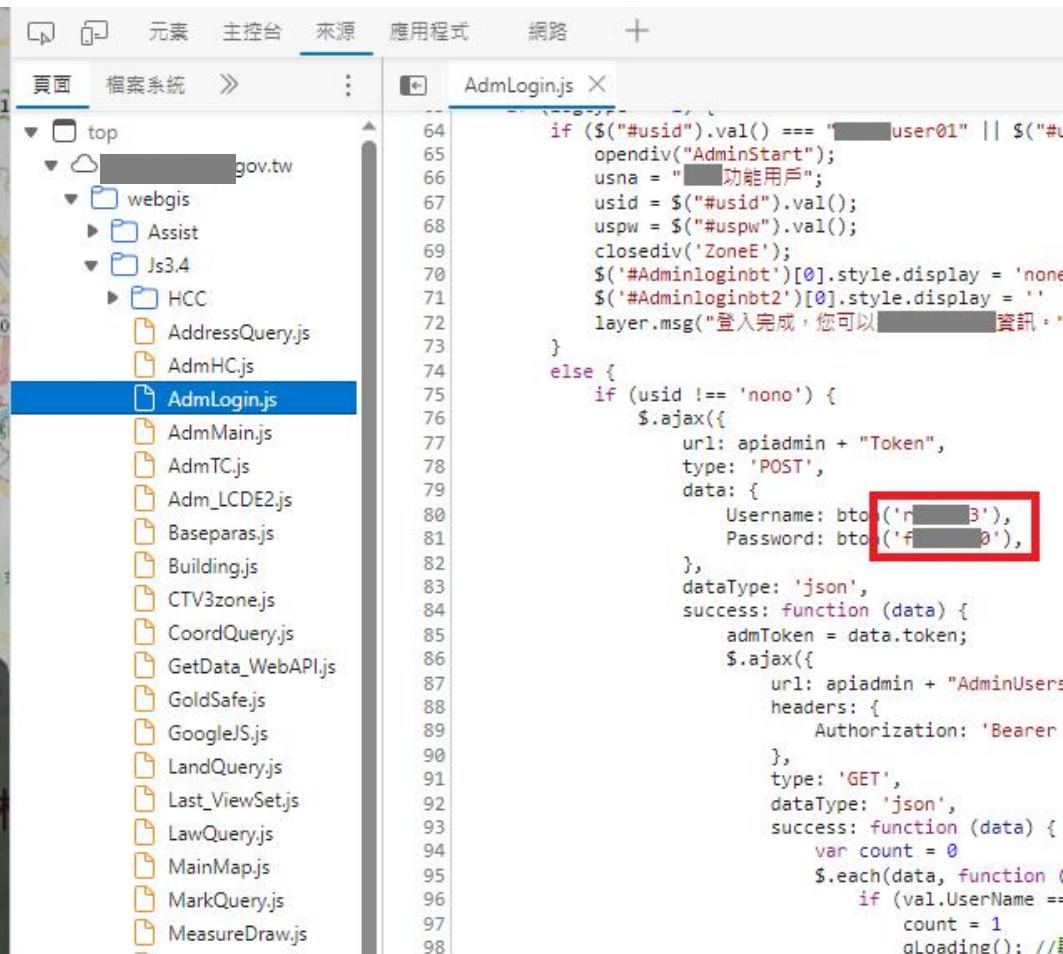 元素 主控台 來源 應用程式 網路
頁面 檔案系統 AdmLogin.js
top
gov.tw
webgis
Assist
Js3.4
HCC
AddressQuery.js
AdmHC.js
AdmLogin.js
AdmMain.js
AdmTC.js
Adm_LCDE2.js
Baseparas.js
Building.js
CTV3zone.js
CoordQuery.js
GetData_WebAPI.js
GoldSafe.js
GoogleJS.js
LandQuery.js
Last_ViewSet.js
LawQuery.js
MainMap.js
MarkQuery.js
MeasureDraw.js
64 if ($("#usid").val() === " user01" || $("#u
65 opendiv("AdminStart");
66 usna = " 功能用戶";
67 usid = $("#usid").val();
68 uspw = $("#uspw").val();
69 closediv('ZoneE');
70 $('#Adminloginbt')[0].style.display = 'none
71 $('#Adminloginbt2')[0].style.display = ''
72 layer.msg("登入完成，您可以 資訊。"
73 }
74 else {
75 if (usid !== 'nono') {
76 $.ajax({
77 url: apiadmin + "Token",
78 type: 'POST',
79 data: {
80 Username: btoa('r 3'),
81 Password: btoa('f 0'),
82 },
83 dataType: 'json',
84 success: function (data) {
85 admToken = data.token;
86 $.ajax({
87 url: apiadmin + "AdminUsers
88 headers: {
89 Authorization: 'Bearer
90 },
91 type: 'GET',
92 dataType: 'json',
93 success: function (data) {
94 var count = 0
95 $.each(data, function (
96 if (val.UserName ==
97 count = 1
98 qLoading(); //